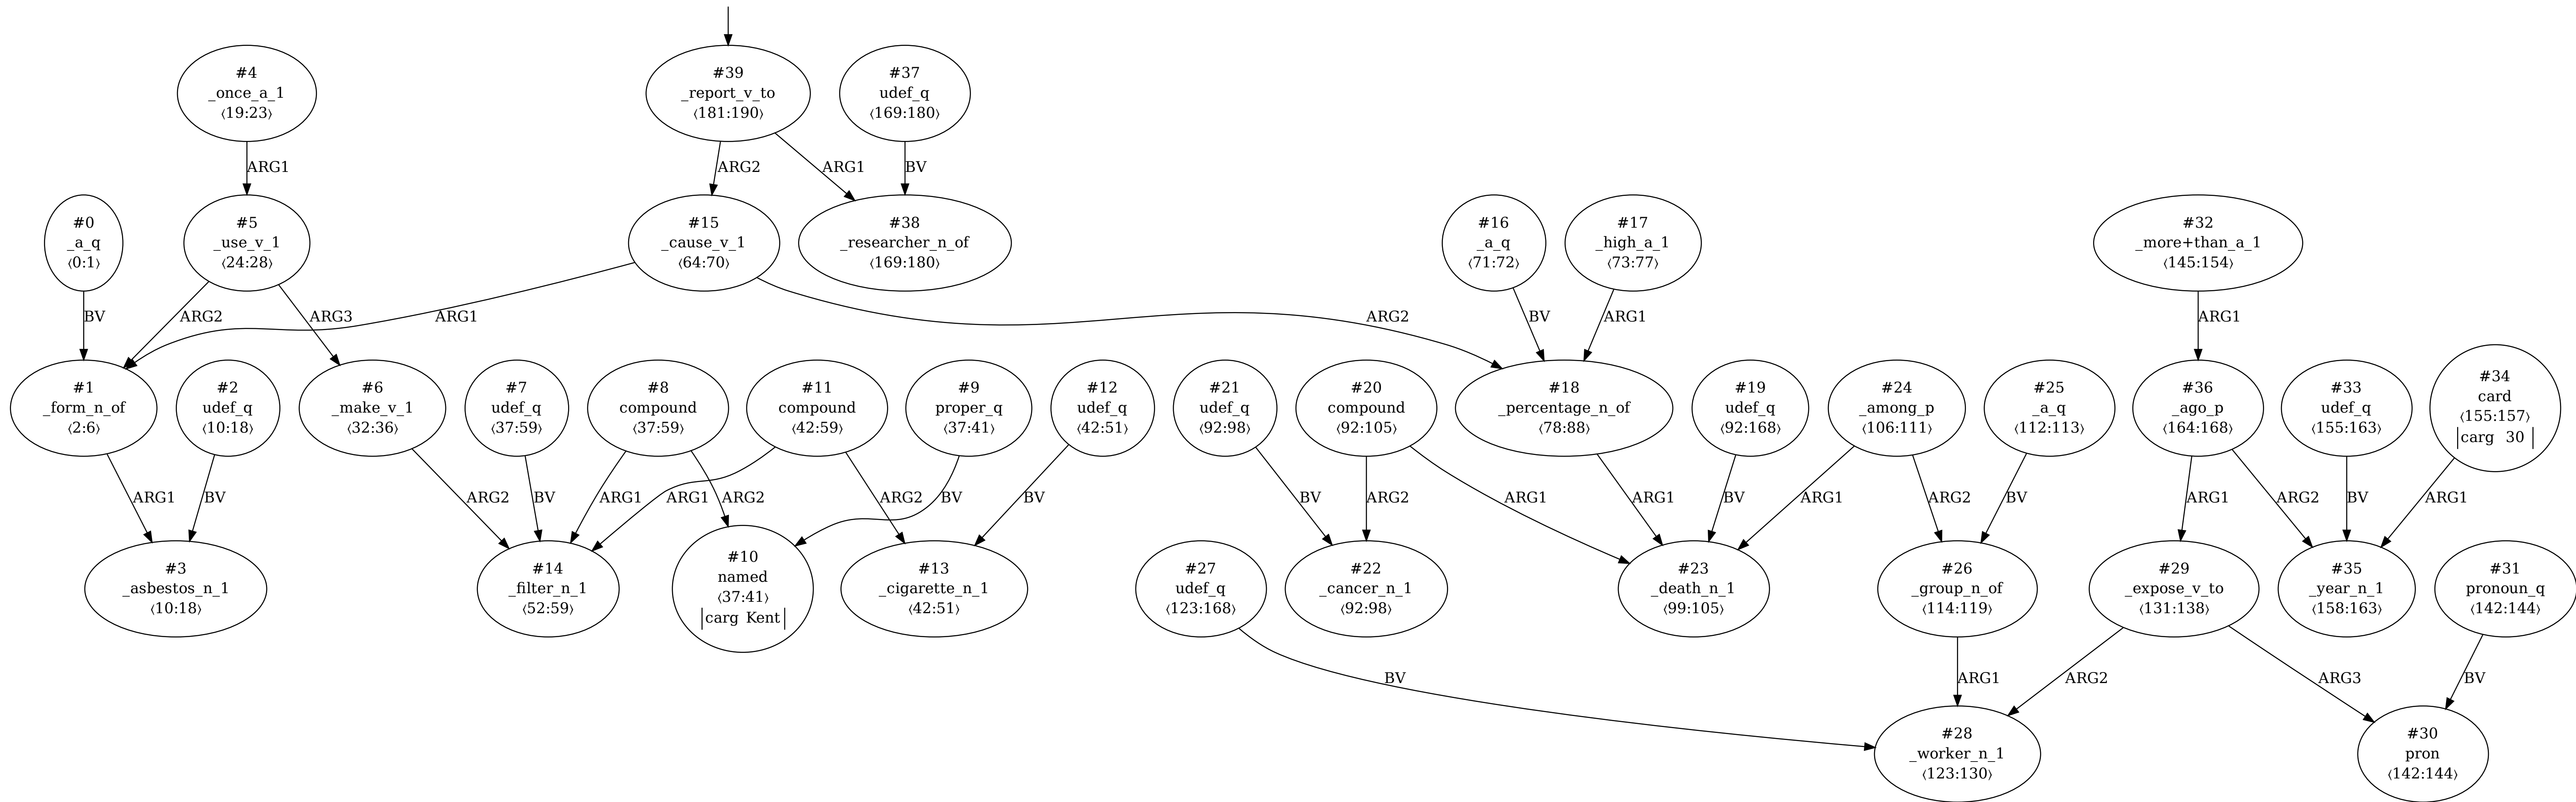 #4
_once_a_1
⟨19:23⟩
#39
_report_v_to
⟨181:190⟩
#37
udef_q
⟨169:180⟩
ARG1
ARG2
ARG1
BV
#0
_a_q
⟨0:1⟩
#5
_use_v_1
⟨24:28⟩
#15
_cause_v_1
⟨64:70⟩
#38
_researcher_n_of
⟨169:180⟩
#16
_a_q
⟨71:72⟩
#17
_high_a_1
⟨73:77⟩
#32
_more+than_a_1
⟨145:154⟩
BV
ARG2
ARG3
ARG1
ARG2
BV
ARG1
ARG1
#1
_form_n_of
⟨2:6⟩
#2
udef_q
⟨10:18⟩
#6
_make_v_1
⟨32:36⟩
#7
udef_q
⟨37:59⟩
#8
compound
⟨37:59⟩
#11
compound
⟨42:59⟩
#9
proper_q
⟨37:41⟩
#12
udef_q
⟨42:51⟩
#21
udef_q
⟨92:98⟩
#20
compound
⟨92:105⟩
#18
_percentage_n_of
⟨78:88⟩
#19
udef_q
⟨92:168⟩
#24
_among_p
⟨106:111⟩
#25
_a_q
⟨112:113⟩
#36
_ago_p
⟨164:168⟩
#33
udef_q
⟨155:163⟩
#34
card
⟨155:157⟩
carg 30
ARG1
BV
ARG2
BV
ARG1
ARG1
ARG2
ARG2
BV
BV
BV
ARG2
ARG1
ARG1
BV
ARG1
ARG2
BV
ARG1
ARG2
BV
ARG1
#3
_asbestos_n_1
⟨10:18⟩
#14
_filter_n_1
⟨52:59⟩
#10
named
⟨37:41⟩
carg Kent
#13
_cigarette_n_1
⟨42:51⟩
#27
udef_q
⟨123:168⟩
#22
_cancer_n_1
⟨92:98⟩
#23
_death_n_1
⟨99:105⟩
#26
_group_n_of
⟨114:119⟩
#29
_expose_v_to
⟨131:138⟩
#35
_year_n_1
⟨158:163⟩
#31
pronoun_q
⟨142:144⟩
BV
ARG1
ARG2
ARG3
BV
#28
_worker_n_1
⟨123:130⟩
#30
pron
⟨142:144⟩